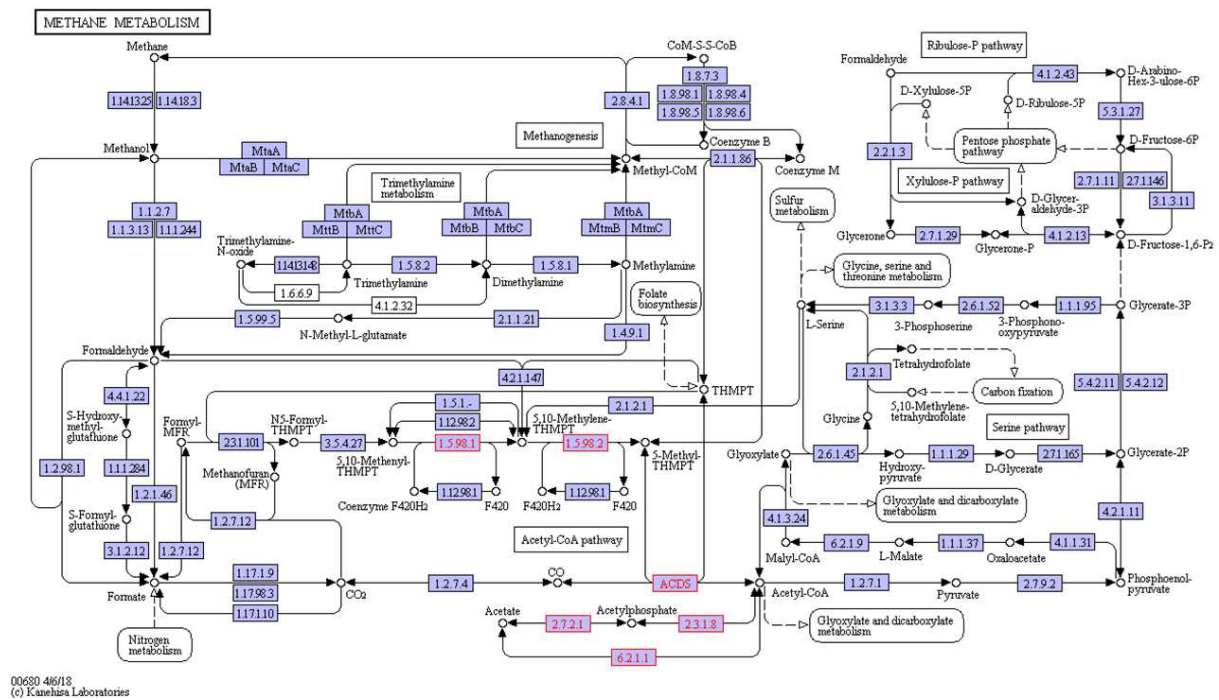 METHANE METABOLISM
Methane
CoM-S-S-CoB
Ribulose-P pathway
Formaldehyde
4.1.2.43
D-Arabino-
Hex-3-ulose-6P
1.8.7.3
1.14.13.25
1.14.18.3
2.8.4.1
1.8.98.1
1.8.98.4
1.8.98.5
1.8.98.6
D-Xylulose-5P
D-Ribulose-5P
5.3.1.27
Methanogenesis
Coenzyme B
Methanol
MtaA
MtaB
MtaC
Methyl-CoM
2.1.1.86
Coenzyme M
2.2.1.3
Pentose phosphate
pathway
D-Fructose-6P
Xylulose-P pathway
2.7.1.11
2.7.1.146
3.1.3.11
Trimethylamine
metabolism
Sulfur
metabolism
D-Glycer-
aldehyde-3P
1.1.2.7
1.1.3.13
1.1.1.244
MtbA
MttB
MttC
MtbA
MtbB
MtbC
MtbA
MtmB
MtmC
Glycerone
2.7.1.29
Glycerone-P
4.1.2.13
D-Fructose-1,6-P2
Trimethylamine-
N-oxide
1.14.13.148
Trimethylamine
1.5.8.2
Dimethylamine
1.5.8.1
Methylamine
Glycine, serine and
threonine metabolism
1.6.6.9
4.1.2.32
Folate
biosynthesis
L-Serine
3.1.3.3
3-Phosphoserine
2.6.1.52
3-Phosphono-
oxypyruvate
1.1.1.95
Glycerate-3P
1.5.99.5
N-Methyl-L-glutamate
2.1.1.21
1.4.9.1
Formaldehyde
4.2.1.147
THMPT
2.1.2.1
Tetrahydrofolate
Carbon fixation
5,10-Methylene-
tetrahydrofolate
5.4.2.11
5.4.2.12
4.4.1.22
S-Hydroxy-
methyl-
glutathione
Formyl-
MFR
2.3.1.101
N5-Formyl-
THMPT
3.5.4.27
5,10-Methenyl-
THMPT
1.5.1.-
1.12.98.2
1.5.98.1
5,10-Methylene-
THMPT
1.5.98.2
5-Methyl-THMPT
2.1.2.1
Glycine
Serine pathway
Glyoxylate
2.6.1.45
Hydroxy-
pyruvate
1.1.1.29
D-Glycerate
2.7.1.165
Glycerate-2P
1.2.98.1
1.1.1.284
Methanofuran
(MFR)
1.2.1.46
Coenzyme F420H2
1.12.98.1
F420
F420H2
1.12.98.1
F420
Glyoxylate and dicarboxylate
metabolism
S-Formyl-
glutathione
1.2.7.12
4.1.3.24
4.2.1.11
3.1.2.12
1.2.7.12
Acetyl-CoA pathway
Malyl-CoA
6.2.1.9
L-Malate
1.1.1.37
Oxaloacetate
4.1.1.31
Formate
1.17.1.9
1.17.98.3
1.17.1.10
CO2
1.2.7.4
CO
ACDS
Acetyl-CoA
1.2.7.1
Pyruvate
2.7.9.2
Phosphoenol-
pyruvate
Acetate
2.7.2.1
Acetylphosphate
2.3.1.8
Glyoxylate and dicarboxylate
metabolism
Nitrogen
metabolism
6.2.1.1
00680 4/6/18
(c) Kanehisa Laboratories